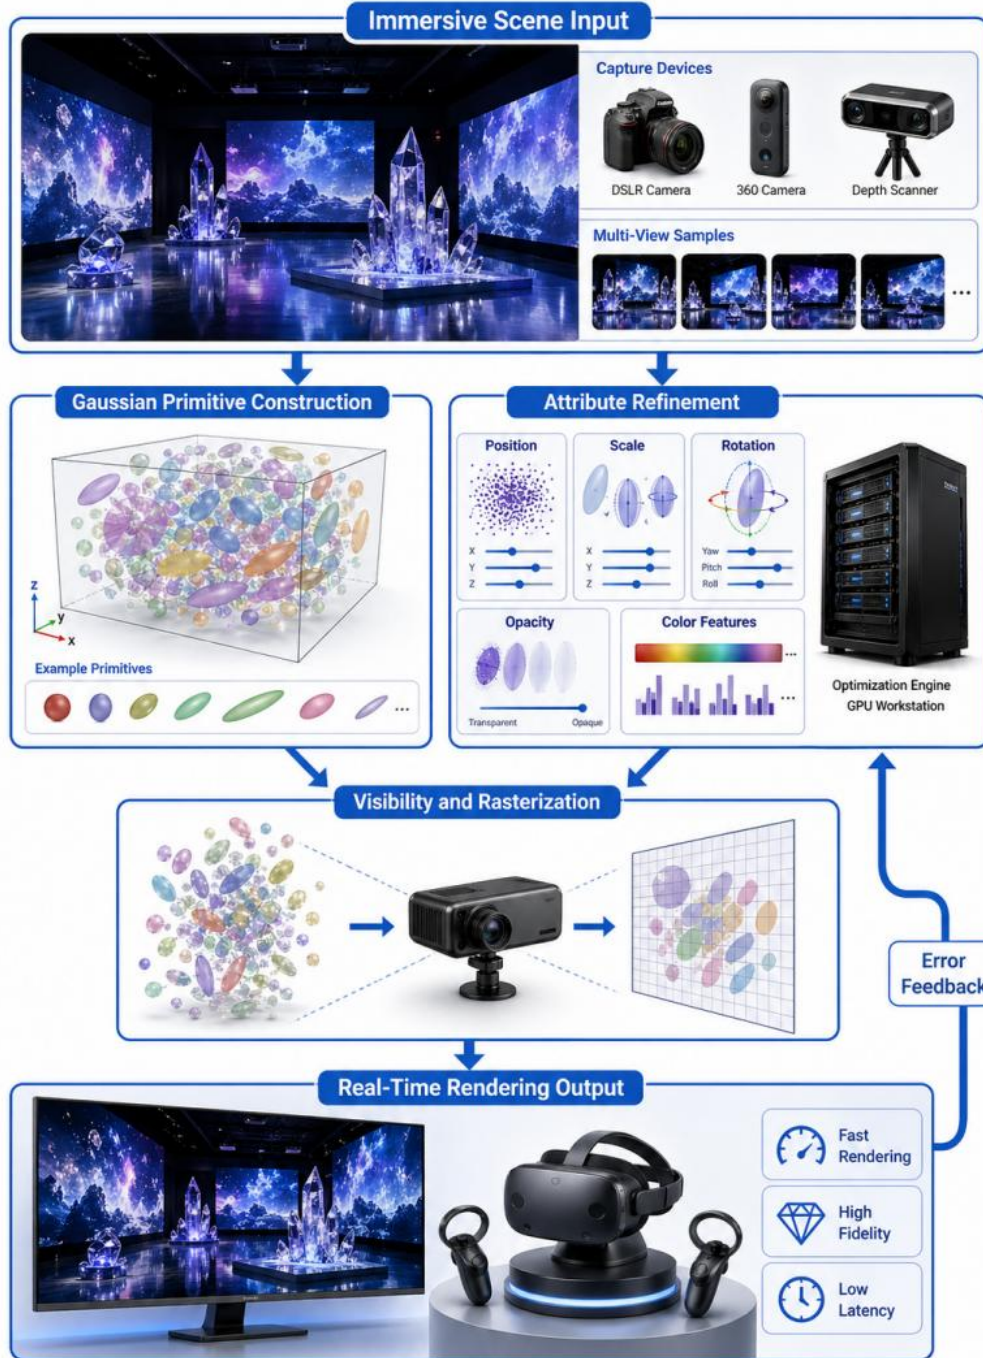 Immersive Scene Input
Capture Devices
DSLR Camera
360 Camera
Depth Scanner
Multi-View Samples
...
Gaussian Primitive Construction
z
y
x
Example Primitives
...
Attribute Refinement
Position
X
Y
Z
Scale
X
Y
Z
Rotation
Yaw
Pitch
Roll
Opacity
Transparent
Opaque
Color Features
...
...
Optimization Engine
GPU Workstation
Visibility and Rasterization
Error
Feedback
Real-Time Rendering Output
Fast
Rendering
High
Fidelity
Low
Latency